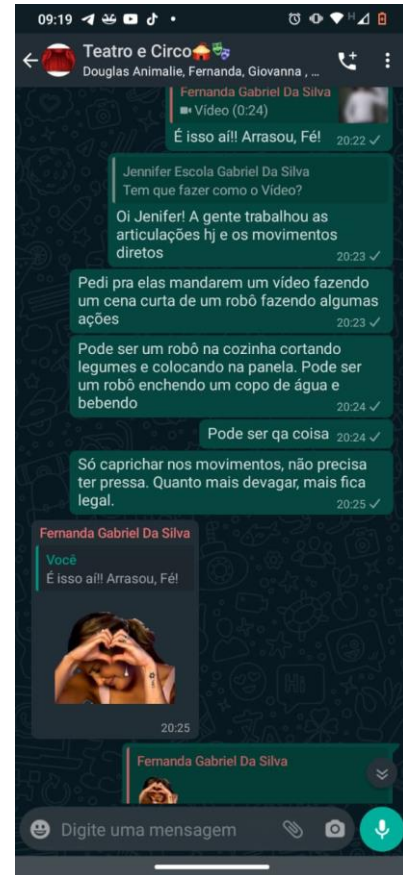 09:19
Teatro e Circo
Douglas Animalie, Fernanda, Giovanna , ...
Fernanda Gabriel Da Silva
Vídeo (0:24)
É isso aí!! Arrasou, Fé! 20:22
Jennifer Escola Gabriel Da Silva
Tem que fazer como o Vídeo?
Oi Jenifer! A gente trabalhou as
articulações hj e os movimentos
diretos
20:23
Pedi pra elas mandarem um vídeo fazendo
um cena curta de um robô fazendo algumas
ações
20:23
Pode ser um robô na cozinha cortando
legumes e colocando na panela. Pode ser
um robô enchendo um copo de água e
bebendo
20:24
Pode ser qa coisa 20:24
Só caprichar nos movimentos, não precisa
ter pressa. Quanto mais devagar, mais fica
legal.
20:25
Fernanda Gabriel Da Silva
Você
É isso aí!! Arrasou, Fé!
20:25
Fernanda Gabriel Da Silva
Digite uma mensagem